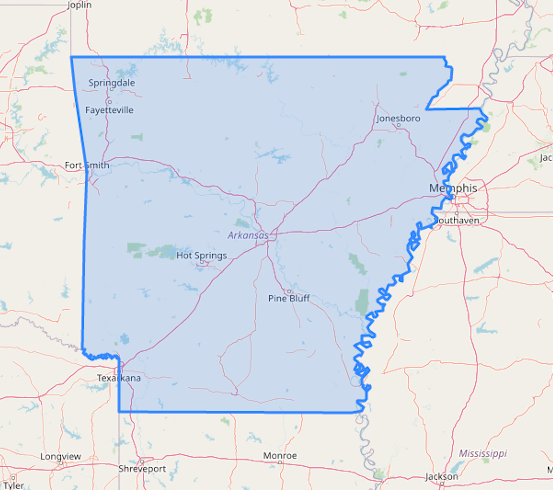 Joplin
Springdale
Fayetteville
Jonesboro
Fort Smith
Memphis
Southaven
Arkansas
Hot Springs
Pine Bluff
Texarkana
Longview
Monroe
Mississippi
Shreveport
Jackson
Tyler